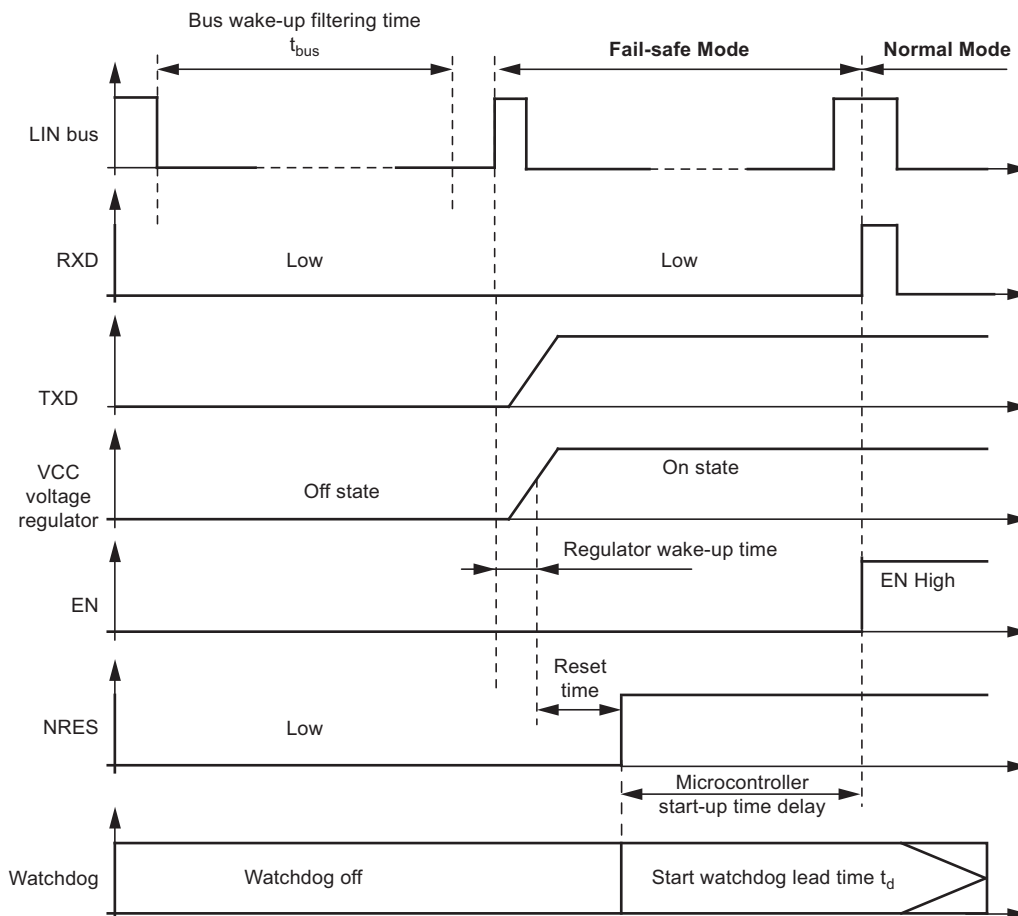 Bus wake-up filtering time
t_bus
Fail-safe Mode
Normal Mode
LIN bus
RXD
Low
Low
TXD
VCC
voltage
regulator
Off state
On state
Regulator wake-up time
EN
EN High
Reset
time
NRES
Low
Microcontroller
start-up time delay
Watchdog
Watchdog off
Start watchdog lead time t_d